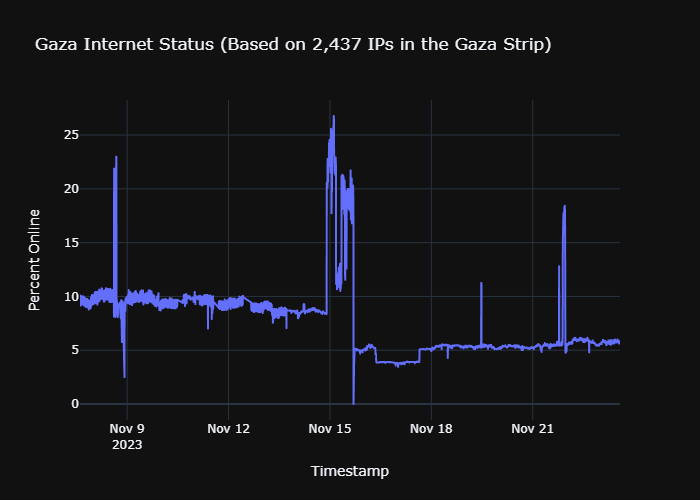 Gaza Internet Status (Based on 2,437 IPs in the Gaza Strip)
Percent Online
25
20
15
10
5
0
Nov 9
2023
Nov 12
Nov 15
Nov 18
Nov 21
Timestamp